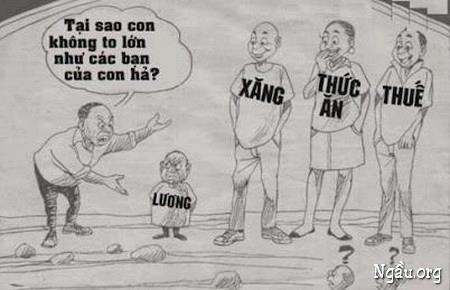 Tại sao con
không to lớn
như các bạn
của con hả?
XĂNG
THỨC
ĂN
THUẾ
LƯƠNG
?
?
Ngầu.org